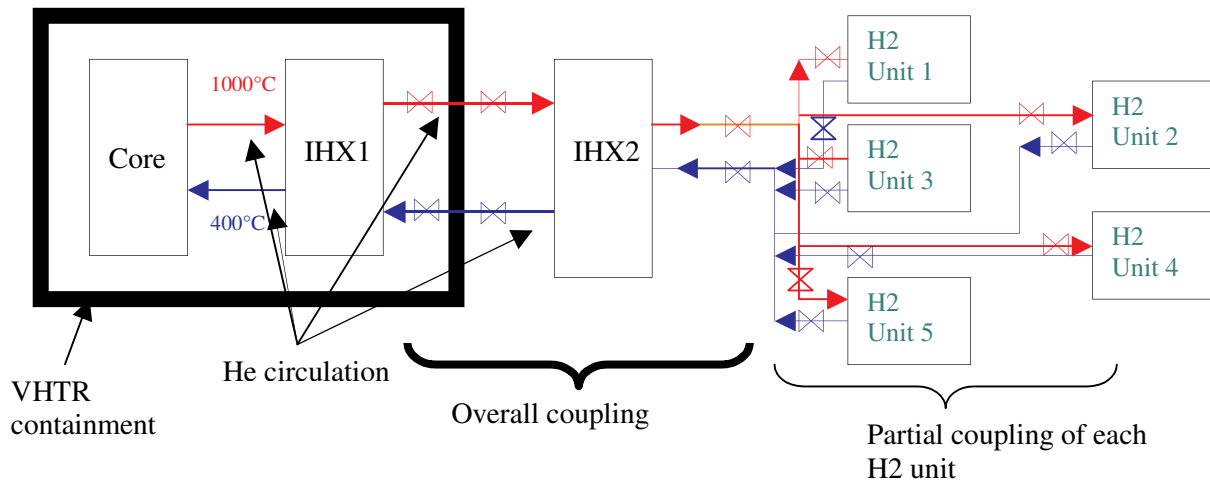 1000°C
400°C
Core
IHX1
IHX2
H2
Unit 1
H2
Unit 2
H2
Unit 3
H2
Unit 4
H2
Unit 5
VHTR
containment
He circulation
Overall coupling
Partial coupling of each
H2 unit